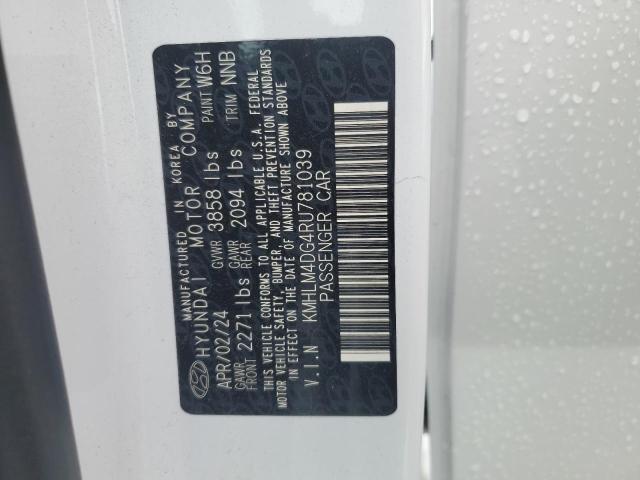 MANUFACTURED IN KOREA BY
HYUNDAI MOTOR COMPANY
APR/02/24 GVWR 3858 lbs PAINT W6H
GAWR FRONT 2271 lbs GAWR REAR 2094 lbs TRIM NNB
THIS VEHICLE CONFORMS TO ALL APPLICABLE U.S.A. FEDERAL
MOTOR VEHICLE SAFETY, BUMPER, AND THEFT PREVENTION STANDARDS
IN EFFECT ON THE DATE OF MANUFACTURE SHOWN ABOVE
V.I.N KMHLM4DG4RU781039
PASSENGER CAR